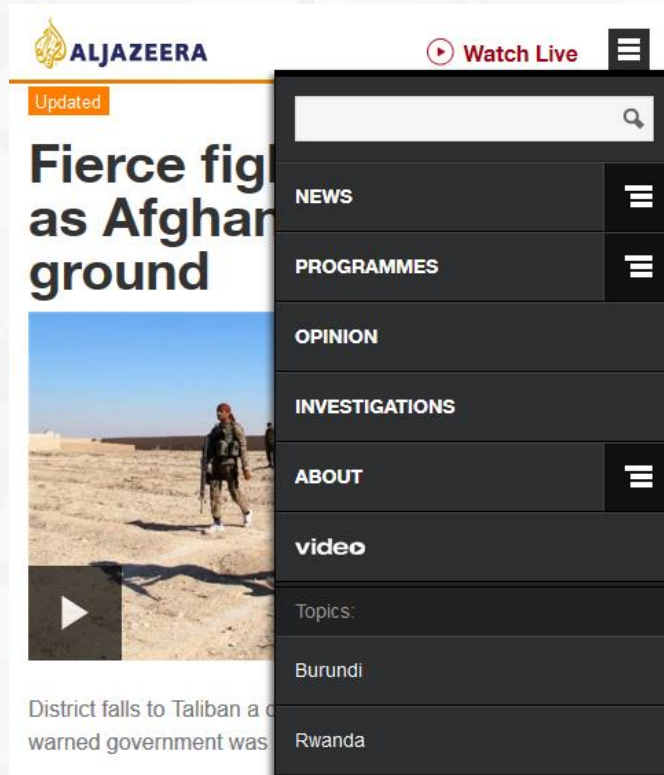 ALJAZEERA
Watch Live
Updated
Fierce fig
as Afghan
ground
District falls to Taliban a
warned government was
NEWS
PROGRAMMES
OPINION
INVESTIGATIONS
ABOUT
video
Topics:
Burundi
Rwanda